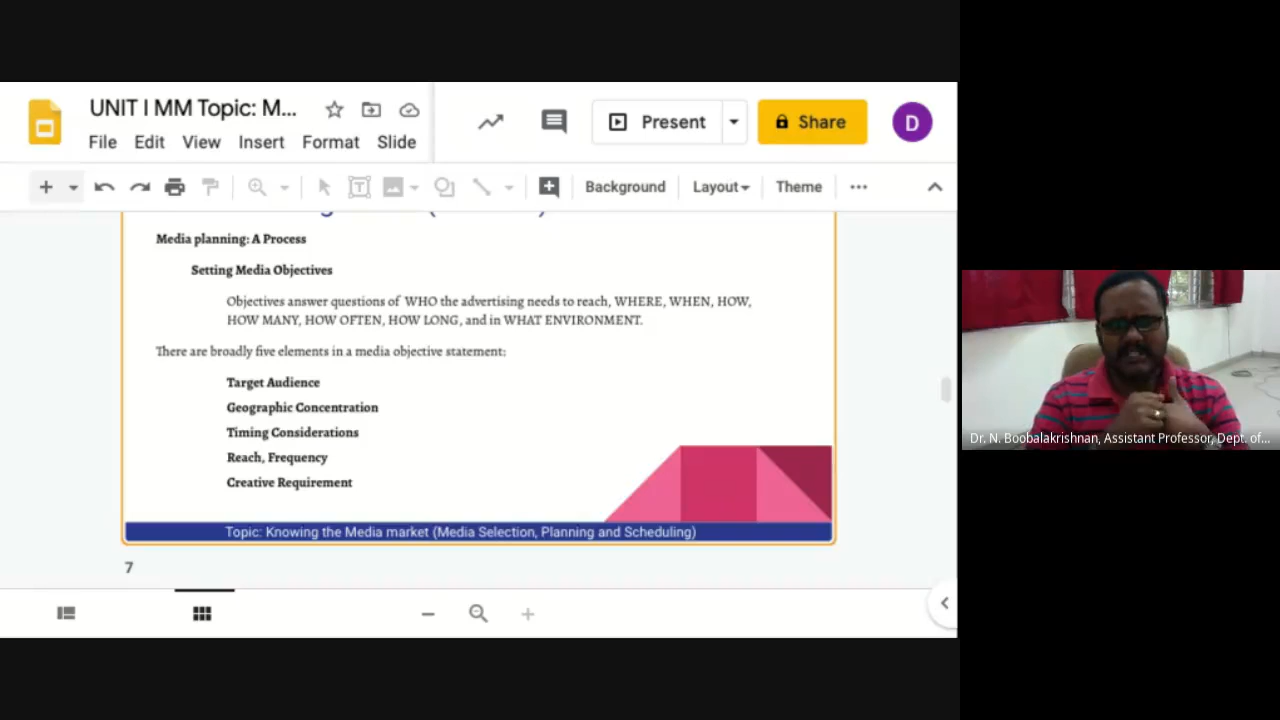 UNIT I MM Topic: M...
File Edit View Insert Format Slide
Present
Share
D
Background Layout Theme
Media planning: A Process
Setting Media Objectives
Objectives answer questions of WHO the advertising needs to reach, WHERE, WHEN, HOW,
HOW MANY, HOW OFTEN, HOW LONG, and in WHAT ENVIRONMENT.
There are broadly five elements in a media objective statement:
Target Audience
Geographic Concentration
Timing Considerations
Reach, Frequency
Creative Requirement
Topic: Knowing the Media market (Media Selection, Planning and Scheduling)
7
Dr. N. Boobalakrishnan, Assistant Professor, Dept. of...